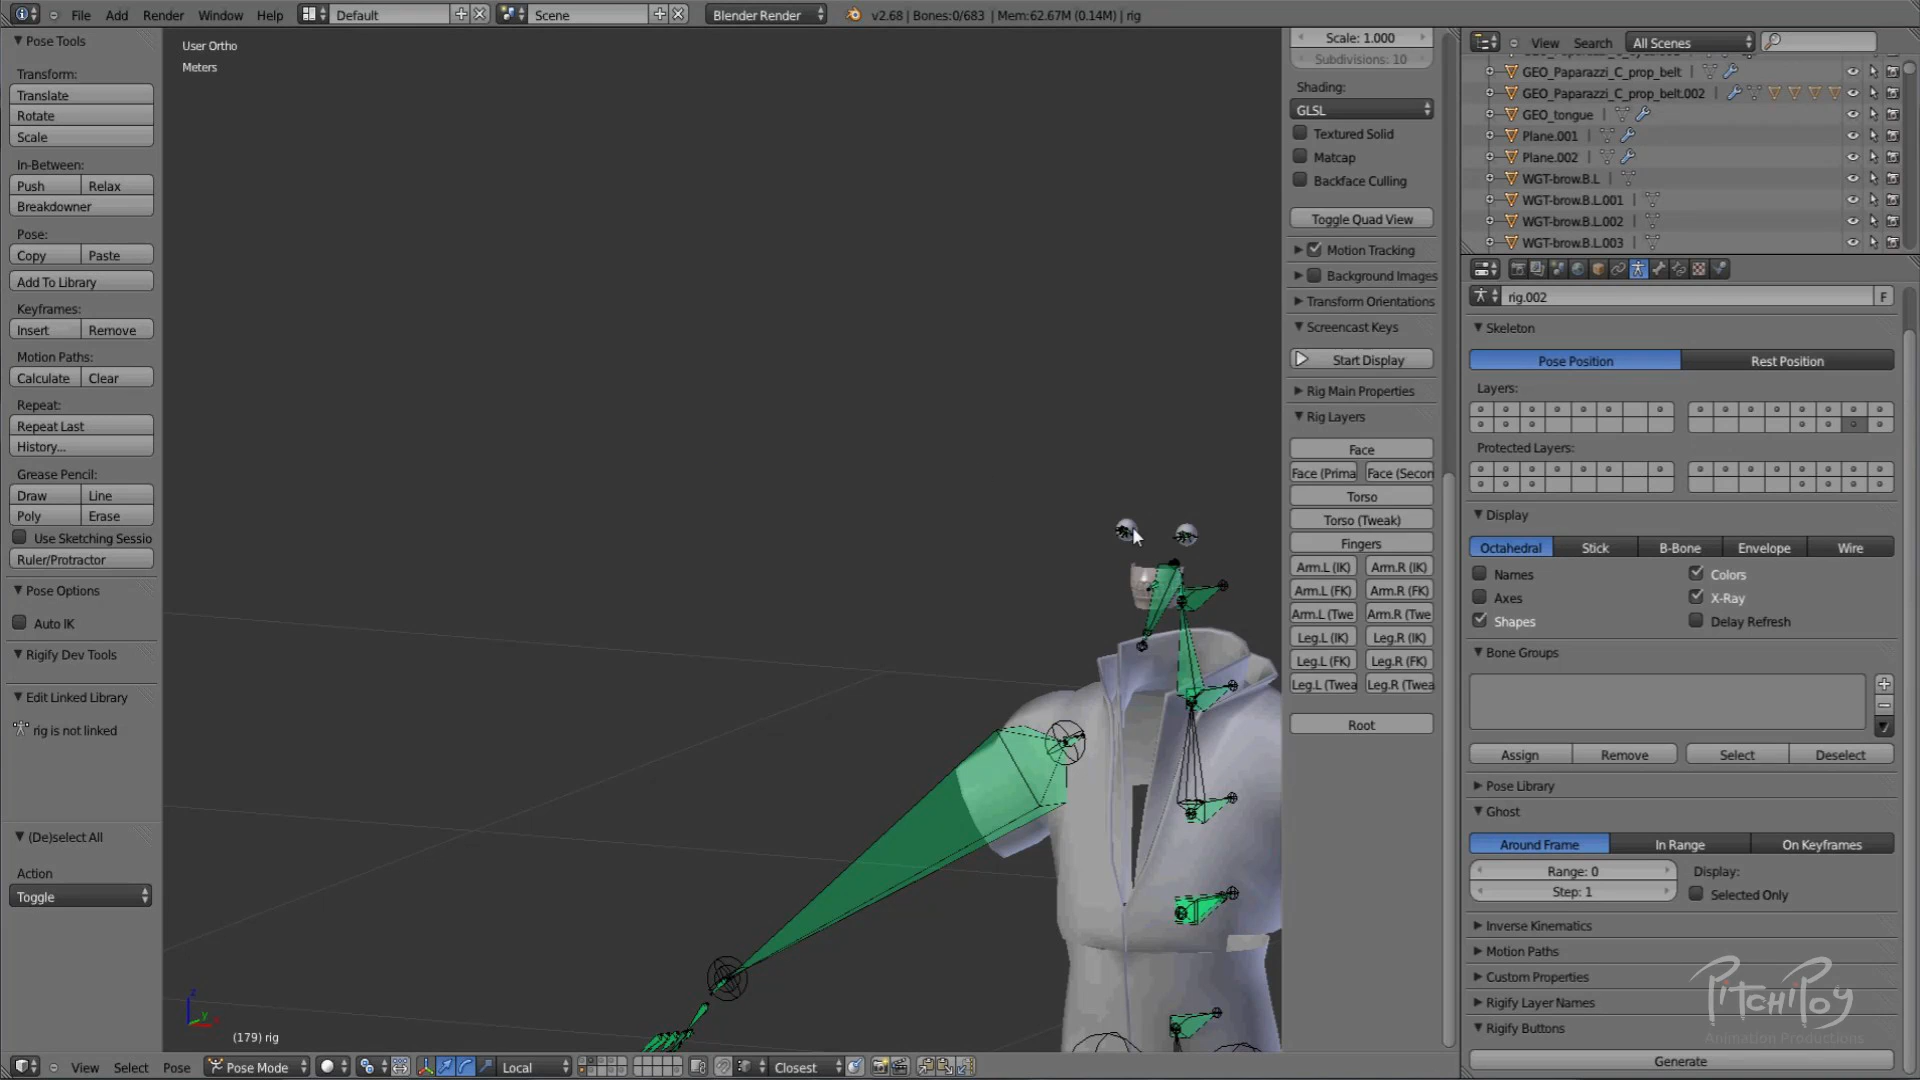 File Add Render Window Help Default Scene Blender Render v2.68 | Bones:0/683 | Mem:62.67M (0.14M) | rig
Pose Tools
Transform:
Translate
Rotate
Scale
In-Between:
Push Relax
Breakdowner
Pose:
Copy Paste
Add To Library
Keyframes:
Insert Remove
Motion Paths:
Calculate Clear
Repeat:
Repeat Last
History...
Grease Pencil:
Draw Line
Poly Erase
Use Sketching Sessio
Ruler/Protractor
Pose Options
Auto IK
Rigify Dev Tools
Edit Linked Library
rig is not linked
(De)select All
Action
Toggle
User Ortho
Meters
(179) rig
View Select Pose Pose Mode Local Closest
Scale: 1.000
Subdivisions: 10
Shading:
GLSL
Textured Solid
Matcap
Backface Culling
Toggle Quad View
Motion Tracking
Background Images
Transform Orientations
Screencast Keys
Start Display
Rig Main Properties
Rig Layers
Face
Face (Prima Face (Secon
Torso
Torso (Tweak)
Fingers
Arm.L (IK) Arm.R (IK)
Arm.L (FK) Arm.R (FK)
Arm.L (Twe Arm.R (Twe
Leg.L (IK) Leg.R (IK)
Leg.L (FK) Leg.R (FK)
Leg.L (Twea Leg.R (Twea
Root
View Search All Scenes
GEO_Paparazzi_C_prop_belt
GEO_Paparazzi_C_prop_belt.002
GEO_tongue
Plane.001
Plane.002
WGT-brow.B.L
WGT-brow.B.L.001
WGT-brow.B.L.002
WGT-brow.B.L.003
rig.002 F
Skeleton
Pose Position Rest Position
Layers:
Protected Layers:
Display
Octahedral Stick B-Bone Envelope Wire
Names Colors
Axes X-Ray
Shapes Delay Refresh
Bone Groups
Assign Remove Select Deselect
Pose Library
Ghost
Around Frame In Range On Keyframes
Range: 0 Display:
Step: 1 Selected Only
Inverse Kinematics
Motion Paths
Custom Properties
Rigify Layer Names
Rigify Buttons
Generate
PitchiPoy
Animation Productions